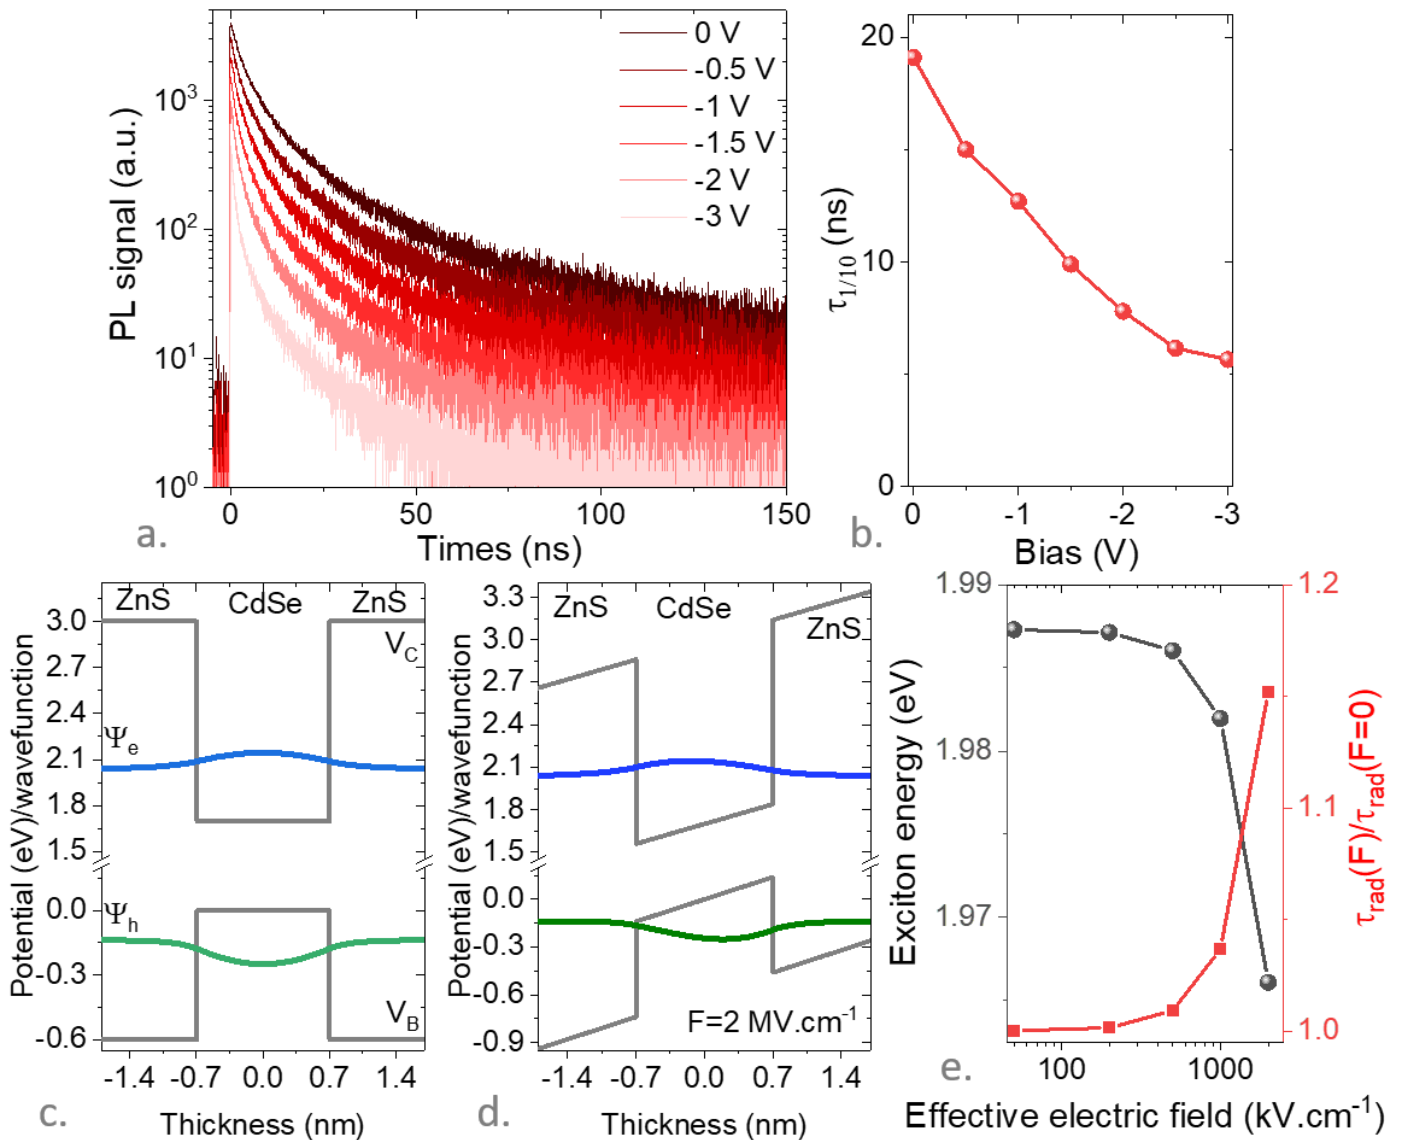 0 V
-0.5 V
-1 V
-1.5 V
-2 V
-3 V
10³
10²
10¹
10⁰
PL signal (a.u.)
0
50
100
150
Times (ns)
a.
20
10
0
τ1/10 (ns)
0
-1
-2
-3
Bias (V)
b.
ZnS
CdSe
ZnS
3.0
2.7
2.4
2.1
1.8
1.5
0.0
-0.3
-0.6
VC
Ψe
Ψh
VB
Potential (eV)/wavefunction
-1.4
-0.7
0.0
0.7
1.4
Thickness (nm)
c.
ZnS
CdSe
ZnS
3.3
3.0
2.7
2.4
2.1
1.8
1.5
0.0
-0.3
-0.6
-0.9
F=2 MV.cm⁻¹
Potential (eV)/wavefunction
-1.4
-0.7
0.0
0.7
1.4
Thickness (nm)
d.
1.99
1.98
1.97
Exciton energy (eV)
1.2
1.1
1.0
τrad(F)/τrad(F=0)
100
1000
Effective electric field (kV.cm⁻¹)
e.